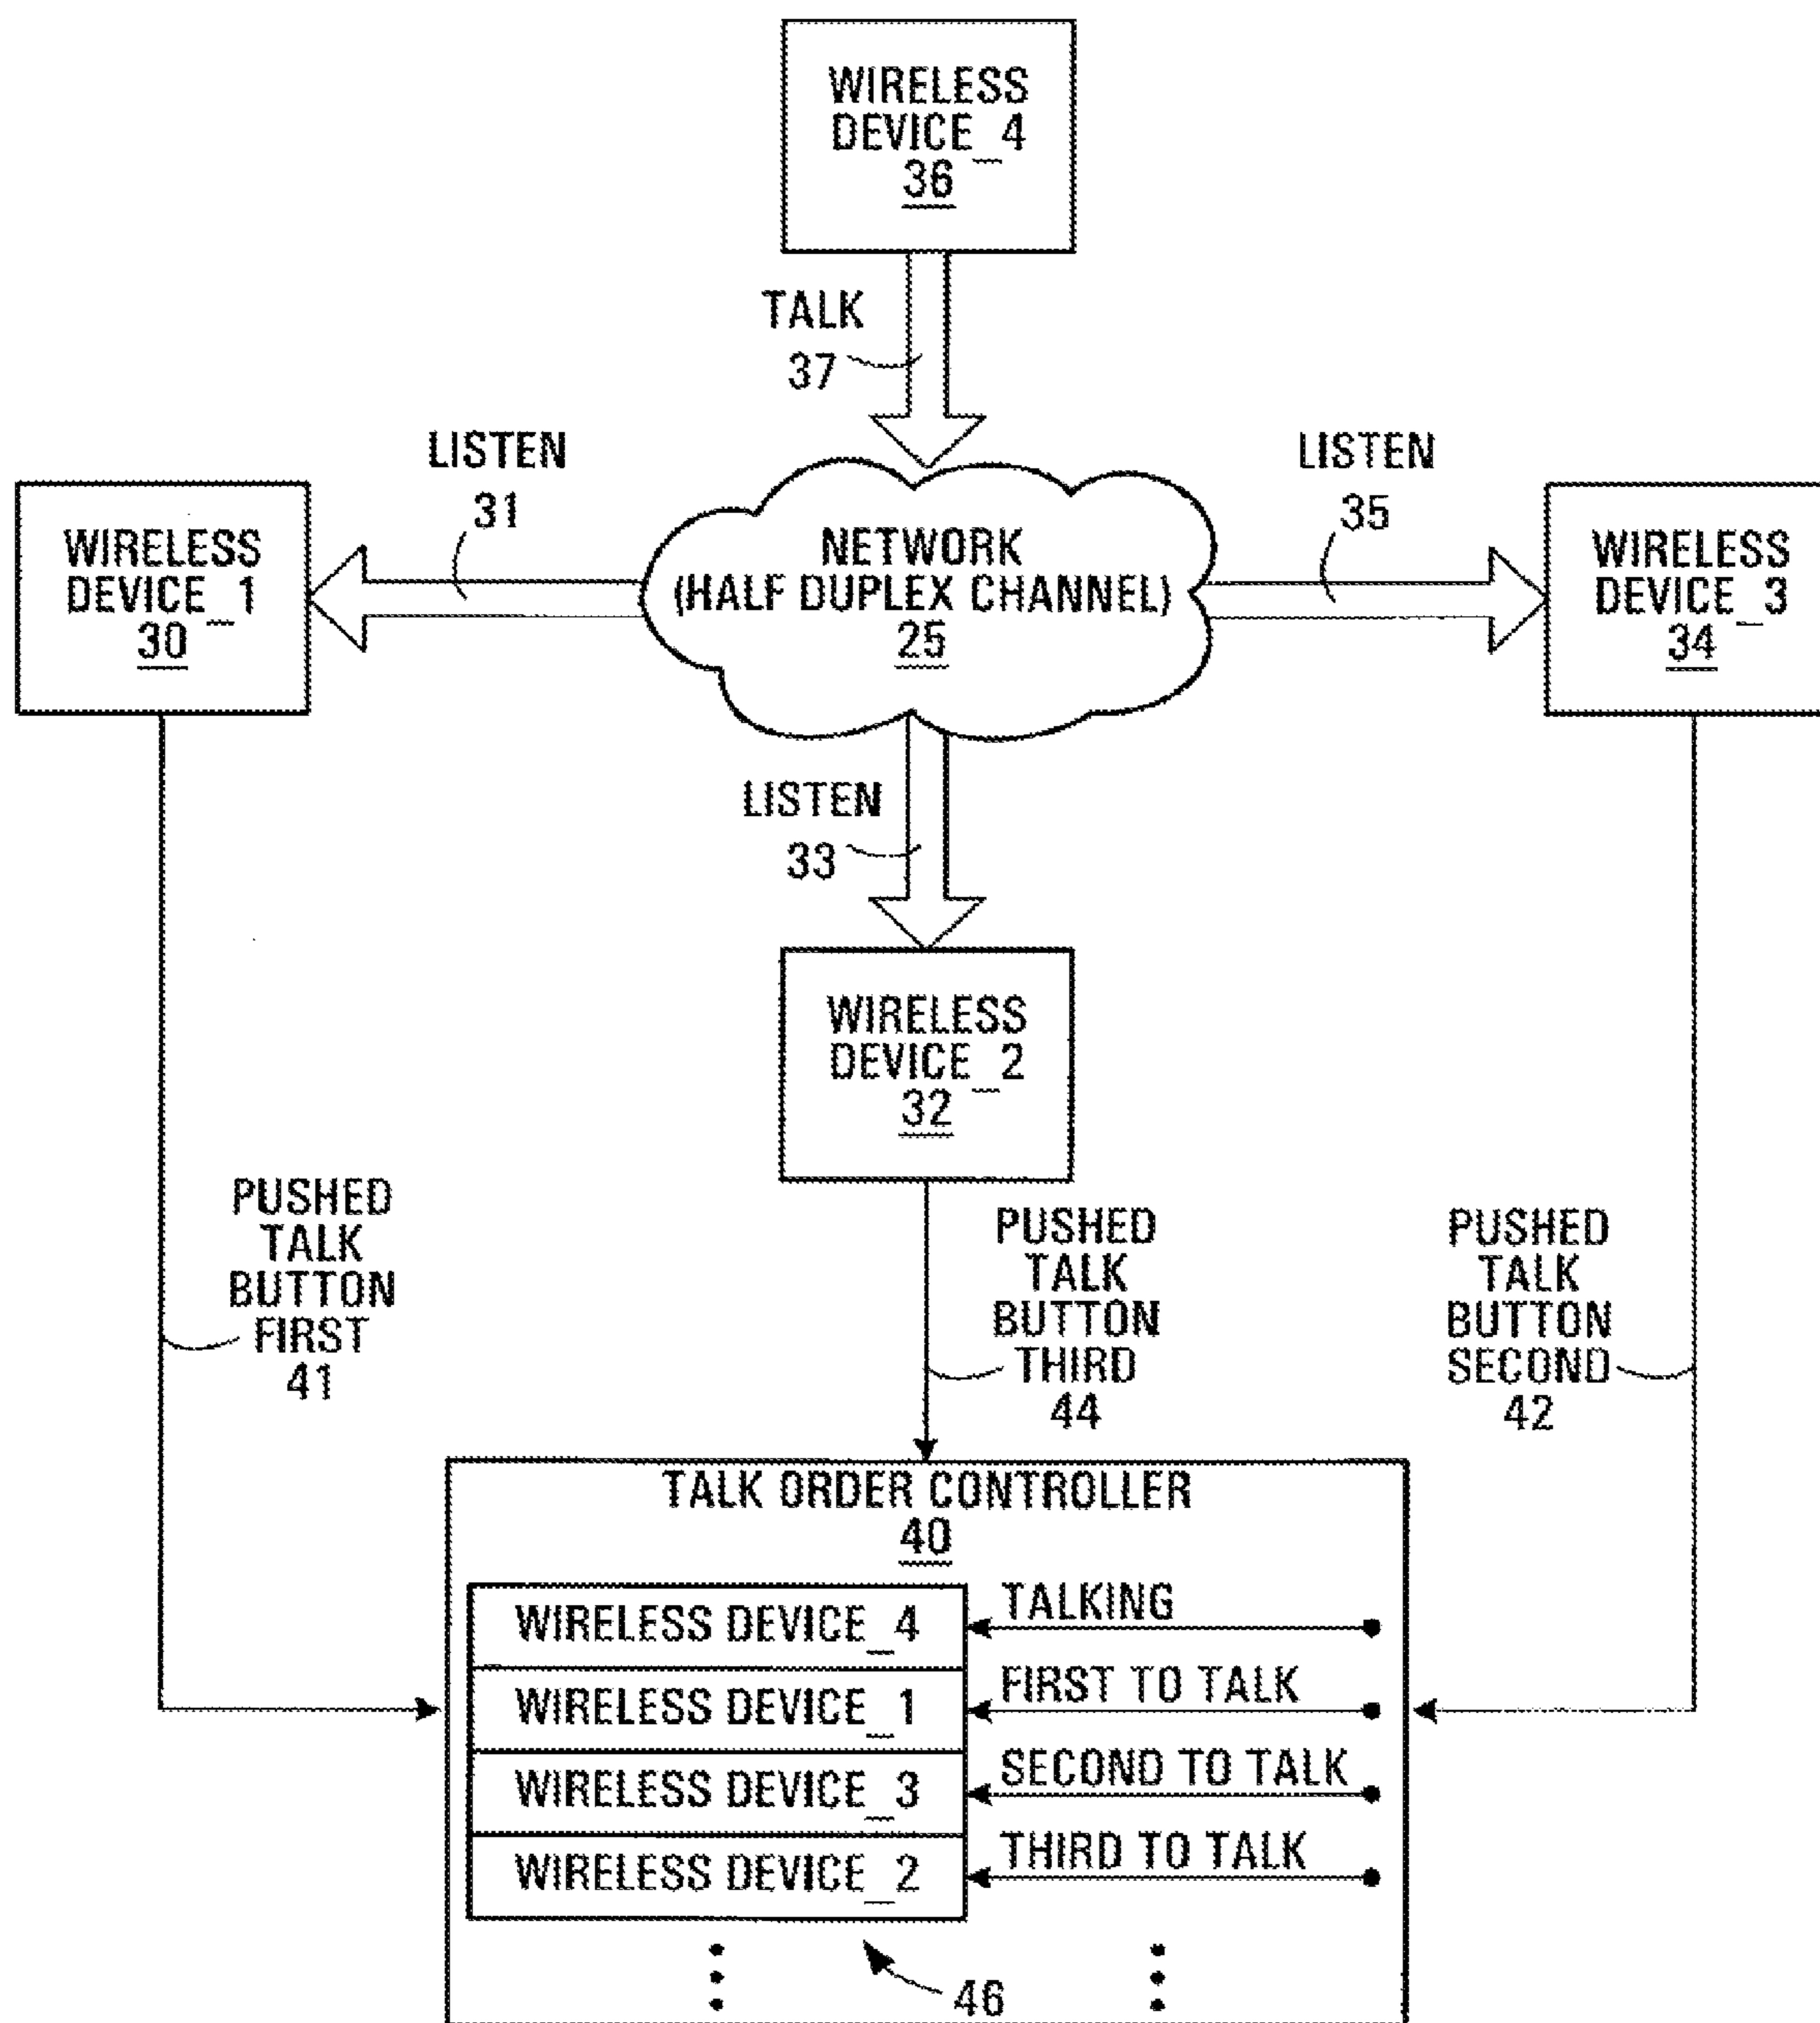 WIRELESS
DEVICE_4
36
TALK
37
LISTEN
31
LISTEN
35
WIRELESS
DEVICE_1
30
NETWORK
(HALF DUPLEX CHANNEL)
25
WIRELESS
DEVICE_3
34
LISTEN
33
WIRELESS
DEVICE_2
32
PUSHED
TALK
BUTTON
FIRST
41
PUSHED
TALK
BUTTON
THIRD
44
PUSHED
TALK
BUTTON
SECOND
42
TALK ORDER CONTROLLER
40
WIRELESS DEVICE_4
TALKING
WIRELESS DEVICE_1
FIRST TO TALK
WIRELESS DEVICE_3
SECOND TO TALK
WIRELESS DEVICE_2
THIRD TO TALK
46